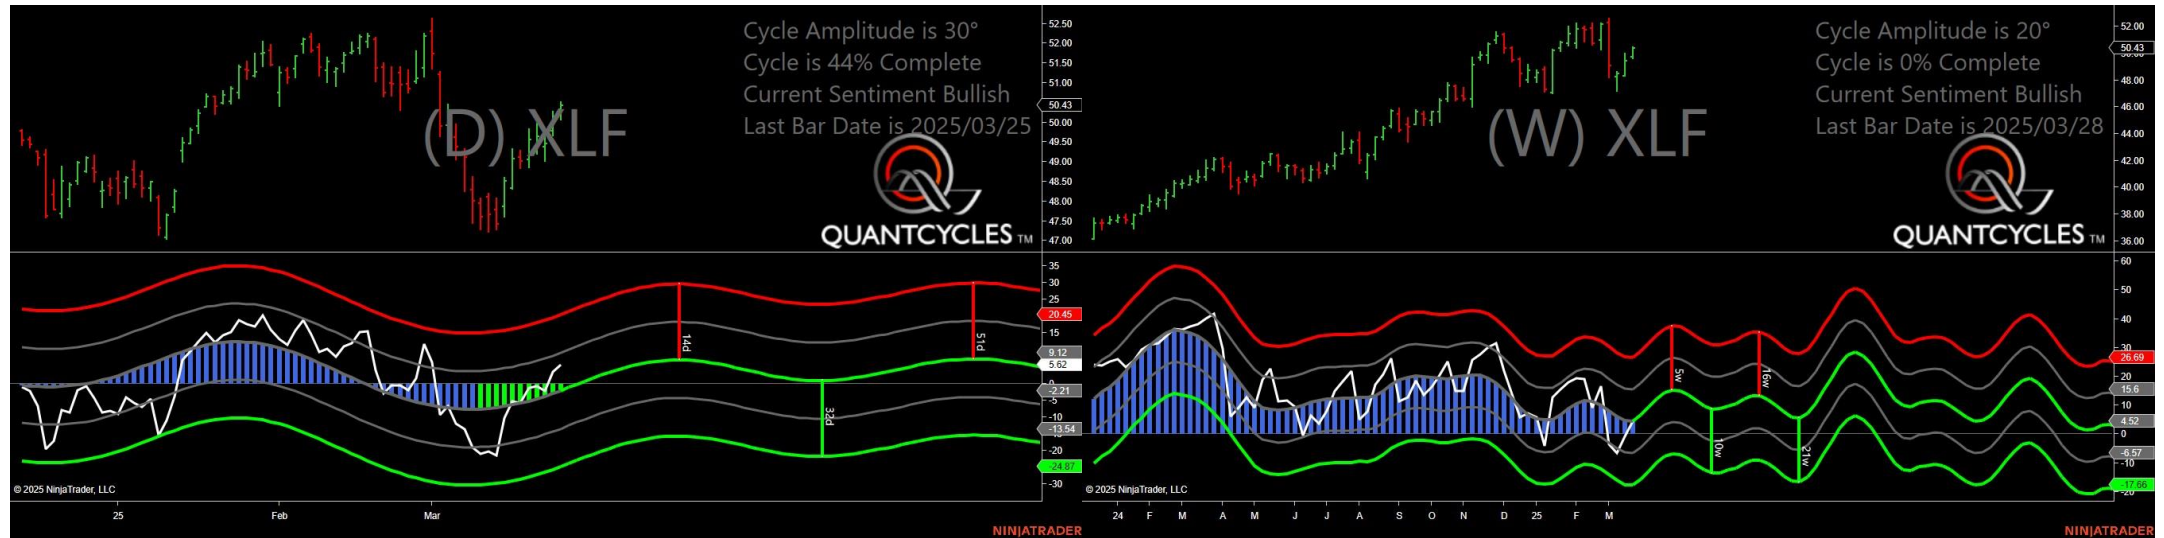 Cycle Amplitude is 30°
Cycle is 44% Complete
Current Sentiment Bullish
Last Bar Date is 2025/03/25
(D) XLF
QUANTCYCLES TM
52.50
52.00
51.50
51.00
50.43
50.00
49.50
49.00
48.50
48.00
47.50
47.00
35
30
25
20.45
15
9.12
5.62
0
-2.21
-5
-10
-13.54
-20
-24.87
-30
14d
32d
51d
© 2025 NinjaTrader, LLC
25 Feb Mar
NINJATRADER
Cycle Amplitude is 20°
Cycle is 0% Complete
Current Sentiment Bullish
Last Bar Date is 2025/03/28
(W) XLF
QUANTCYCLES TM
52.00
50.43
48.00
46.00
44.00
42.00
40.00
38.00
36.00
60
50
40
30
26.69
20
15.6
10
4.52
0
-6.57
-10
-17.66
5w
10w
16w
21w
© 2025 NinjaTrader, LLC
24 F M A M J J A S O N D 25 F M
NINJATRADER